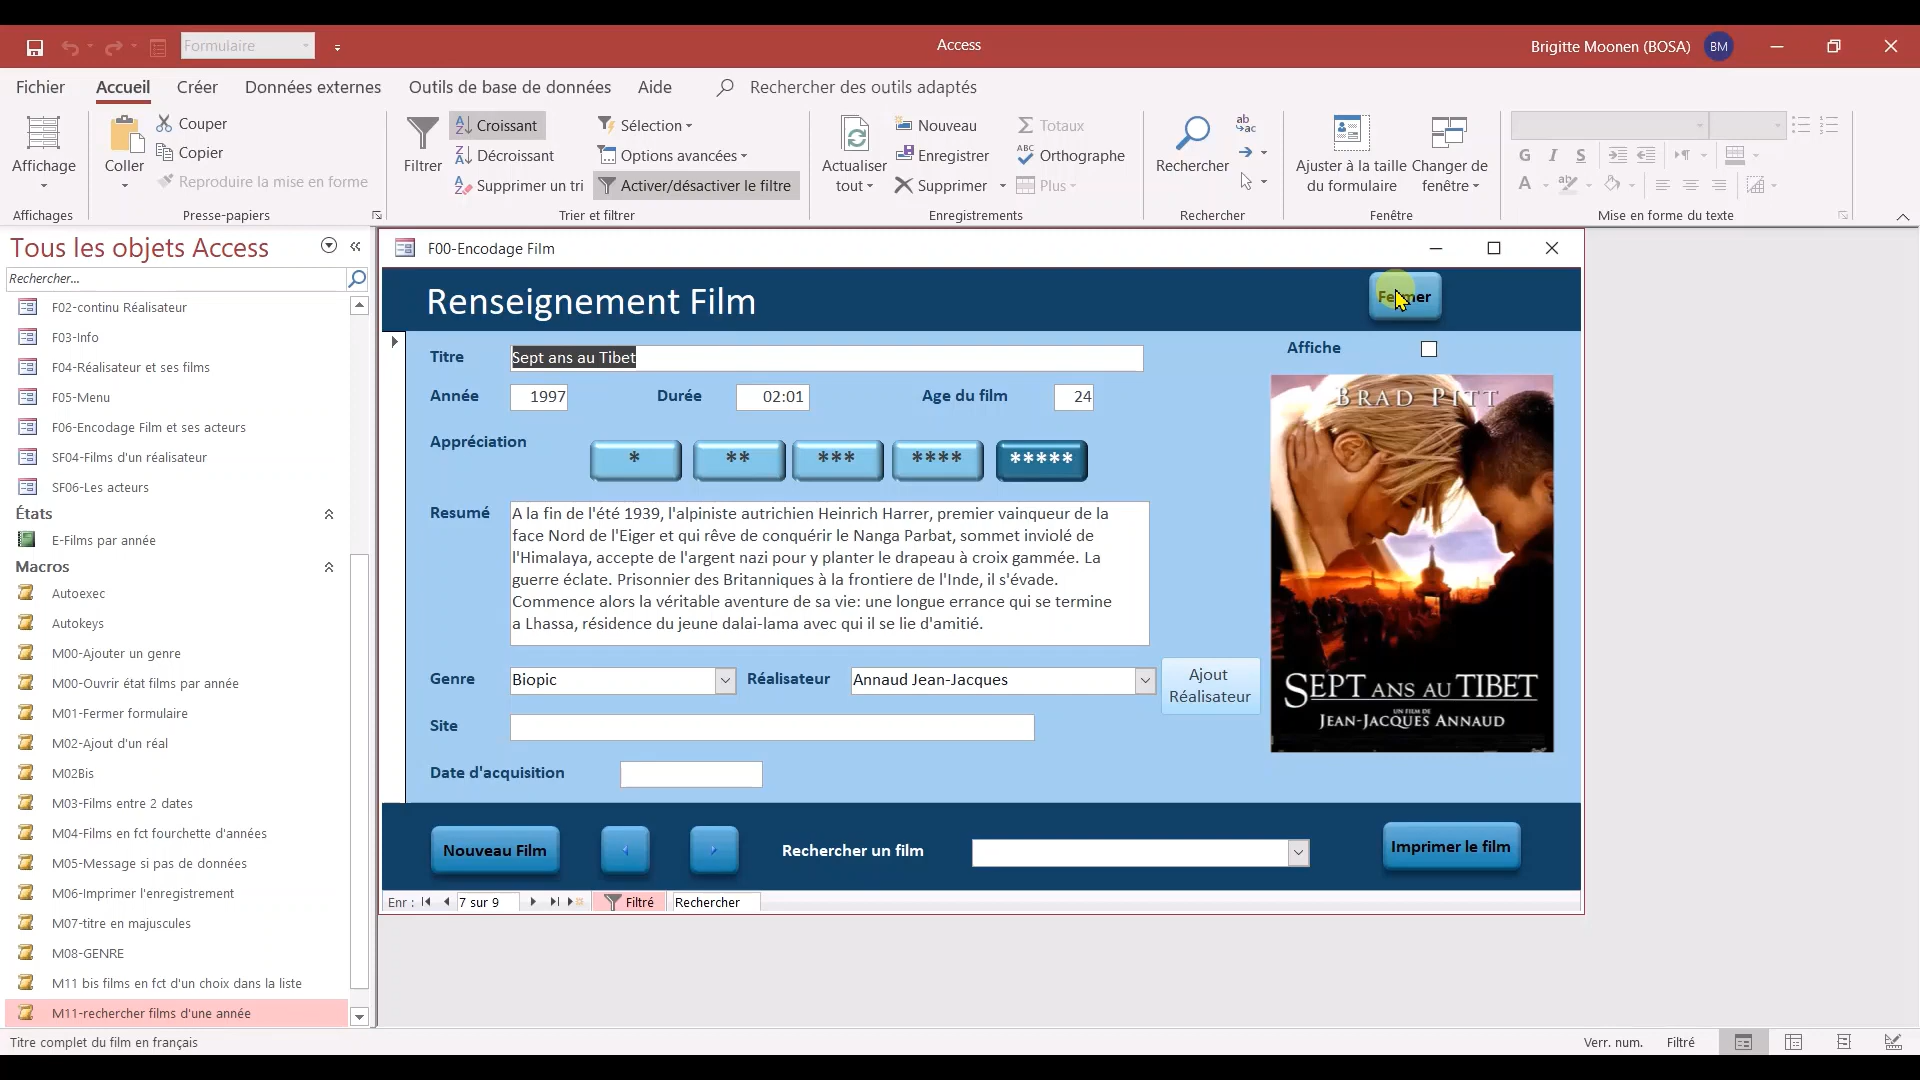 Formulaire
Access
Brigitte Moonen (BOSA) BM
Fichier Accueil Créer Données externes Outils de base de données Aide Rechercher des outils adaptés
Affichage
Affichages
Coller
Couper
Copier
Reproduire la mise en forme
Presse-papiers
Filtrer
Croissant
Décroissant
Supprimer un tri
Sélection
Options avancées
Activer/désactiver le filtre
Trier et filtrer
Actualiser
tout
Nouveau
Enregistrer
Supprimer
Totaux
Orthographe
Plus
Enregistrements
Rechercher
Rechercher
Ajuster à la taille
du formulaire
Changer de
fenêtre
Fenêtre
G I S
A
Mise en forme du texte
Tous les objets Access
Rechercher...
F02-continu Réalisateur
F03-Info
F04-Réalisateur et ses films
F05-Menu
F06-Encodage Film et ses acteurs
SF04-Films d'un réalisateur
SF06-Les acteurs
États
E-Films par année
Macros
Autoexec
Autokeys
M00-Ajouter un genre
M00-Ouvrir état films par année
M01-Fermer formulaire
M02-Ajout d'un réal
M02Bis
M03-Films entre 2 dates
M04-Films en fct fourchette d'années
M05-Message si pas de données
M06-Imprimer l'enregistrement
M07-titre en majuscules
M08-GENRE
M11 bis films en fct d'un choix dans la liste
M11-rechercher films d'une année
F00-Encodage Film
Renseignement Film
Fermer
Titre Sept ans au Tibet
Affiche
Année 1997 Durée 02:01 Age du film 24
Appréciation
* ** *** **** *****
Resumé
A la fin de l'été 1939, l'alpiniste autrichien Heinrich Harrer, premier vainqueur de la
face Nord de l'Eiger et qui rêve de conquérir le Nanga Parbat, sommet inviolé de
l'Himalaya, accepte de l'argent nazi pour y planter le drapeau à croix gammée. La
guerre éclate. Prisonnier des Britanniques à la frontiere de l'Inde, il s'évade.
Commence alors la véritable aventure de sa vie: une longue errance qui se termine
a Lhassa, résidence du jeune dalai-lama avec qui il se lie d'amitié.
Genre Biopic Réalisateur Annaud Jean-Jacques
Ajout
Réalisateur
Site
Date d'acquisition
BRAD PITT
SEPT ANS AU TIBET
UN FILM DE
JEAN-JACQUES ANNAUD
Nouveau Film
Rechercher un film
Imprimer le film
Enr : 7 sur 9 Filtré Rechercher
Titre complet du film en français
Verr. num. Filtré